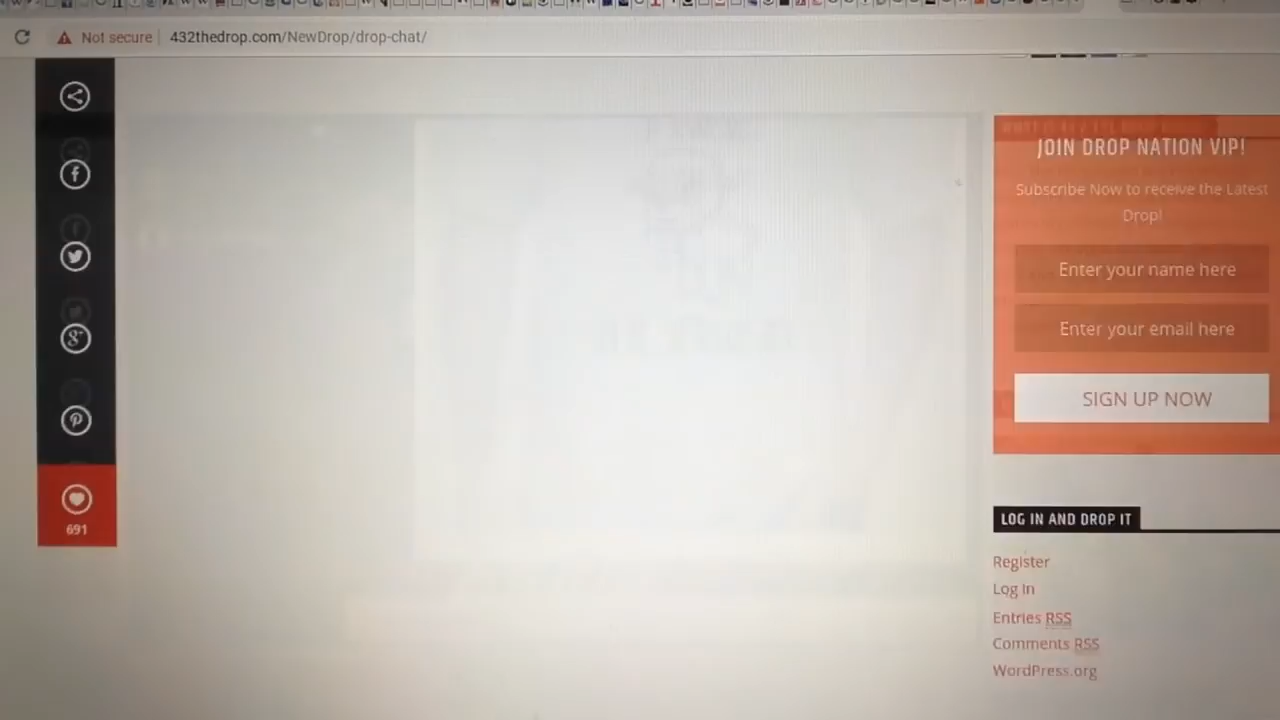 Not secure
432thedrop.com/NewDrop/drop-chat/
691
JOIN DROP NATION VIP!
Subscribe Now to receive the Latest
Drop!
Enter your name here
Enter your email here
SIGN UP NOW
LOG IN AND DROP IT
Register
Log In
Entries RSS
Comments RSS
WordPress.org